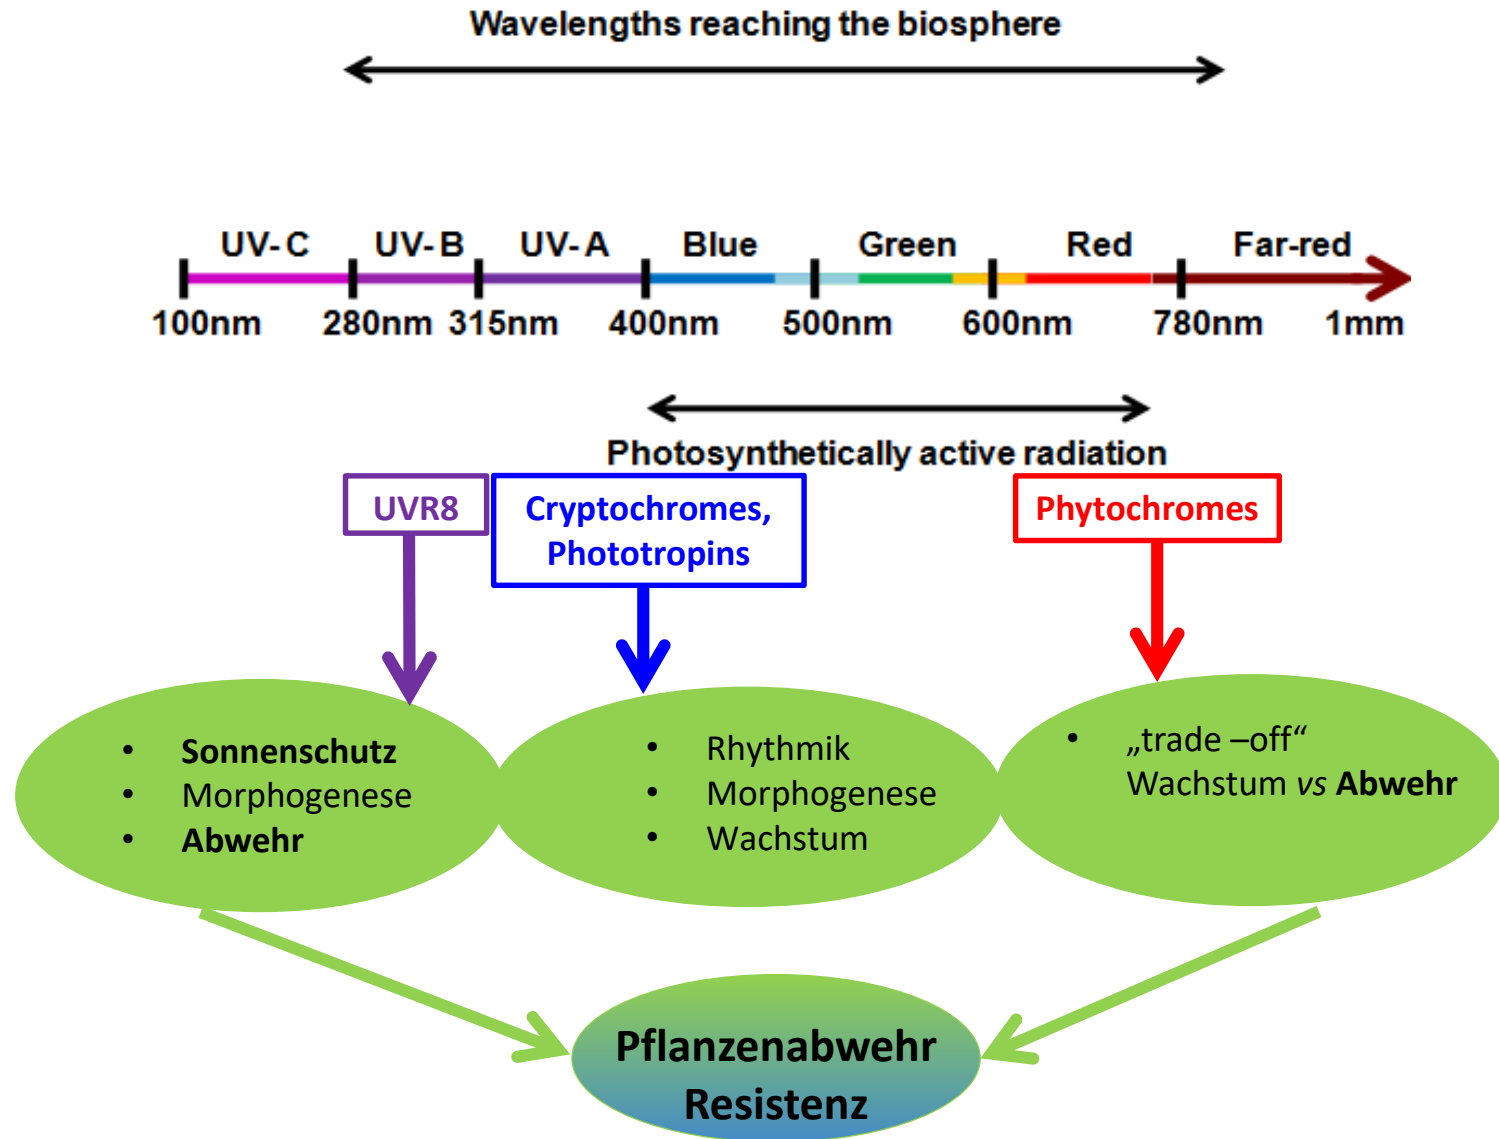 Wavelengths reaching the biosphere
UV- C UV- B UV- A Blue Green Red Far-red
100nm 280nm 315nm 400nm 500nm 600nm 780nm 1mm
Photosynthetically active radiation
UVR8
Cryptochromes,
Phototropins
Phytochromes
• Sonnenschutz
• Morphogenese
• Abwehr
• Rhythmik
• Morphogenese
• Wachstum
• „trade –off“
Wachstum vs Abwehr
Pflanzenabwehr
Resistenz